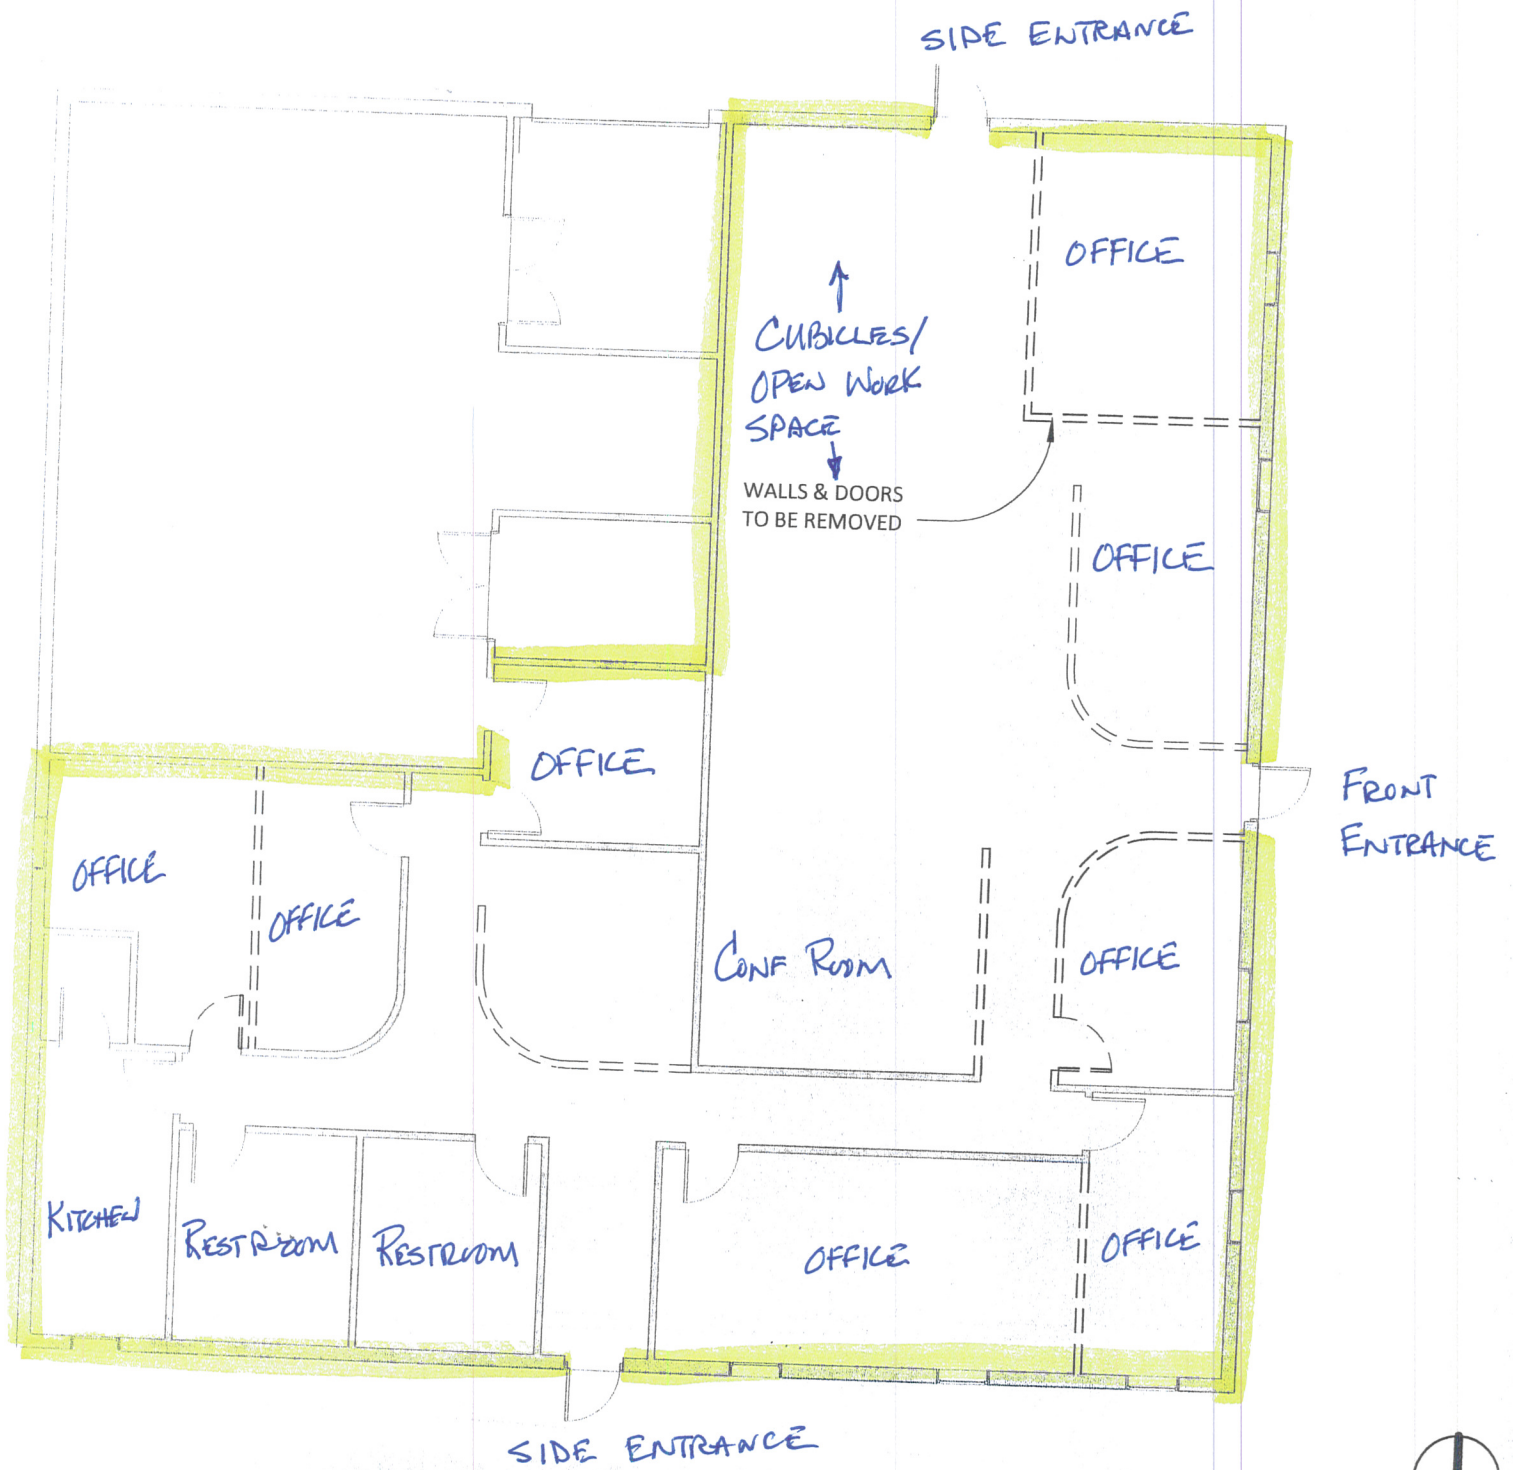 SIDE ENTRANCE
OFFICE
CUBICLES/
OPEN WORK
SPACE
WALLS & DOORS
TO BE REMOVED
OFFICE
OFFICE
FRONT
ENTRANCE
OFFICE
OFFICE
CONF ROOM
OFFICE
KITCHEN
RESTROOM
RESTROOM
OFFICE
OFFICE
SIDE ENTRANCE